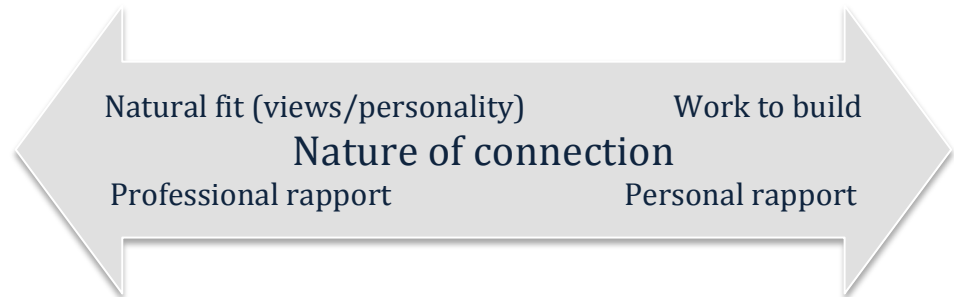 Natural fit (views/personality) Work to build
Nature of connection
Professional rapport Personal rapport